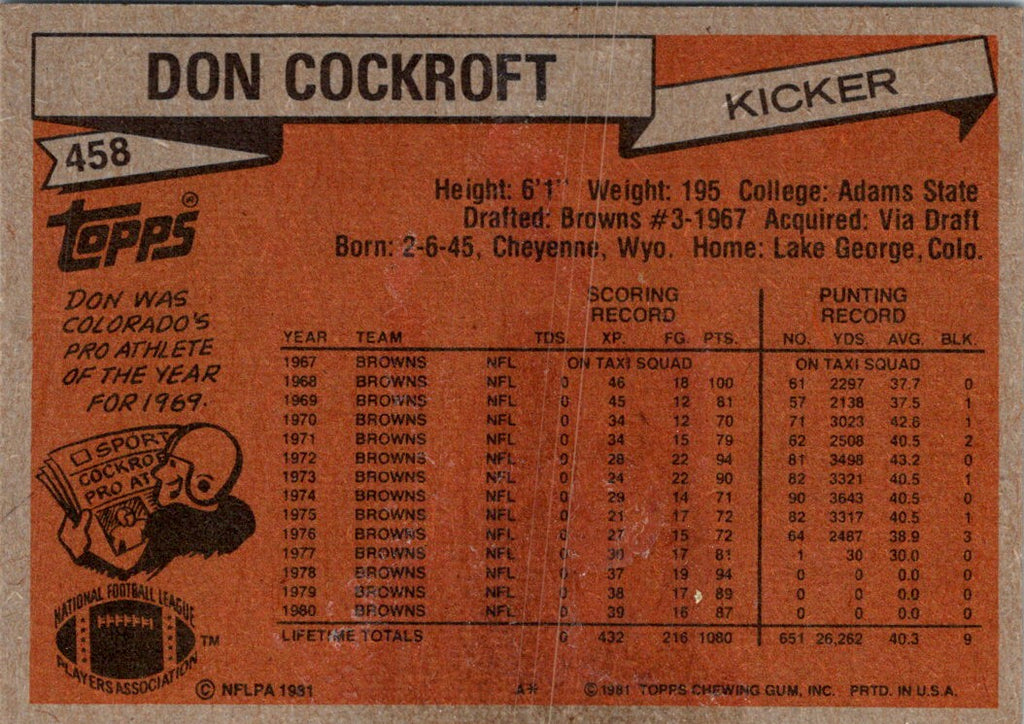 DON COCKROFT
KICKER
458
TOPPS®
Height: 6'1" Weight: 195 College: Adams State
Drafted: Browns #3-1967 Acquired: Via Draft
Born: 2-6-45, Cheyenne, Wyo. Home: Lake George, Colo.
DON WAS
COLORADO'S
PRO ATHLETE
OF THE YEAR
FOR 1969.
SPORT
COCKROF
PRO AT
NATIONAL FOOTBALL LEAGUE
PLAYERS ASSOCIATION
TM
SCORING RECORD PUNTING RECORD
YEAR TEAM TDS. XP. FG. PTS. NO. YDS. AVG. BLK.
1967 BROWNS NFL ON TAXI SQUAD ON TAXI SQUAD
1968 BROWNS NFL 0 46 18 100 61 2297 37.7 0
1969 BROWNS NFL 0 45 12 81 57 2138 37.5 1
1970 BROWNS NFL 0 34 12 70 71 3023 42.6 1
1971 BROWNS NFL 0 34 15 79 62 2508 40.5 2
1972 BROWNS NFL 0 28 22 94 81 3498 43.2 0
1973 BROWNS NFL 0 24 22 90 82 3321 40.5 1
1974 BROWNS NFL 0 29 14 71 90 3643 40.5 0
1975 BROWNS NFL 0 21 17 72 82 3317 40.5 1
1976 BROWNS NFL 0 27 15 72 64 2487 38.9 3
1977 BROWNS NFL 0 30 17 81 1 30 30.0 0
1978 BROWNS NFL 0 37 19 94 0 0 0.0 0
1979 BROWNS NFL 0 38 17 89 0 0 0.0 0
1980 BROWNS NFL 0 39 16 87 0 0 0.0 0
LIFETIME TOTALS 0 432 216 1080 651 26,262 40.3 9
© NFLPA 1981 A* © 1981 TOPPS CHEWING GUM, INC. PRTD. IN U.S.A.